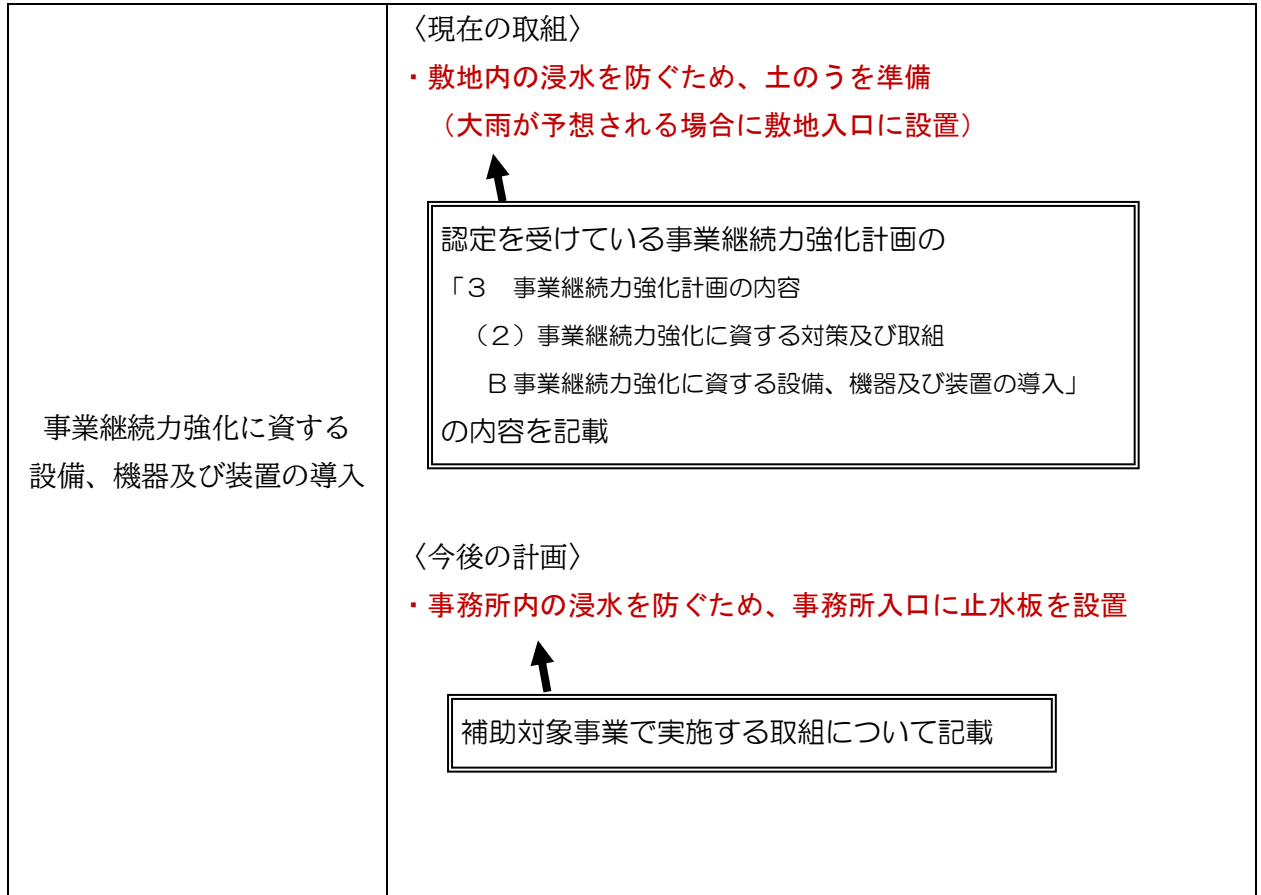 事業継続力強化に資する
設備、機器及び装置の導入
〈現在の取組〉
・敷地内の浸水を防ぐため、土のうを準備
（大雨が予想される場合に敷地入口に設置）
認定を受けている事業継続力強化計画の
「３　事業継続力強化計画の内容
（２）事業継続力強化に資する対策及び取組
Ｂ事業継続力強化に資する設備、機器及び装置の導入」
の内容を記載
〈今後の計画〉
・事務所内の浸水を防ぐため、事務所入口に止水板を設置
補助対象事業で実施する取組について記載